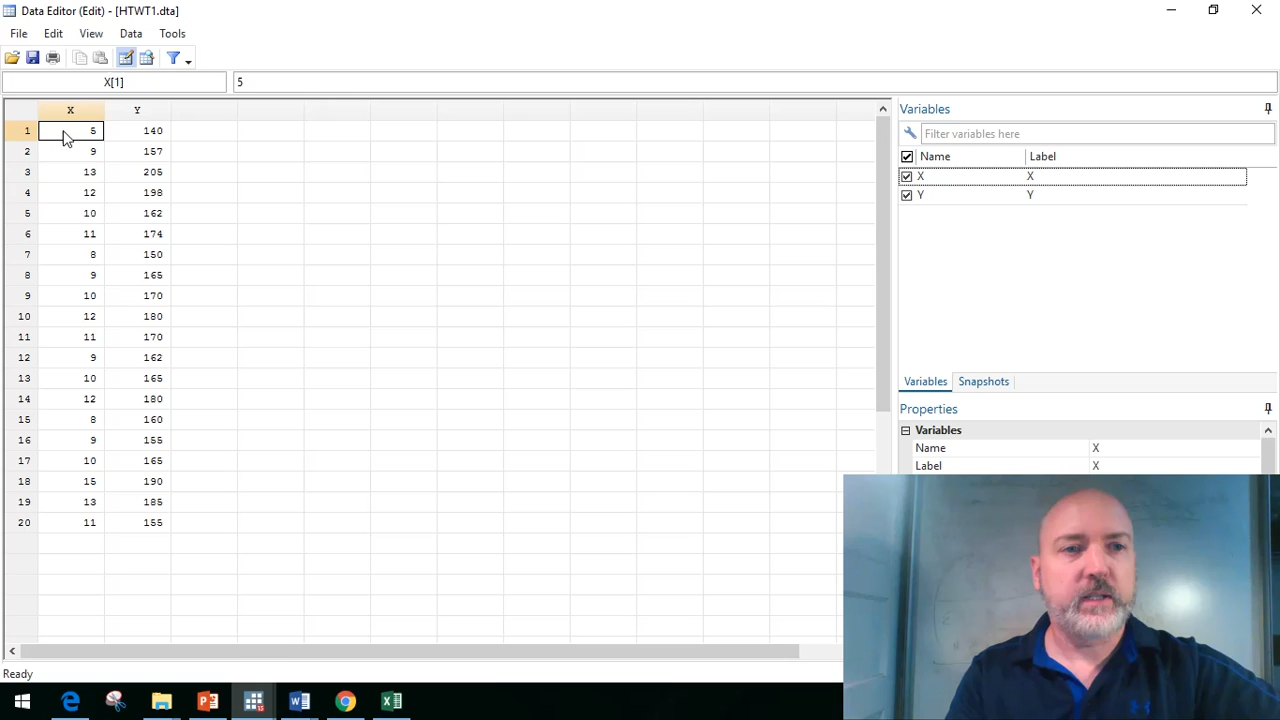 Data Editor (Edit) - [HTWT1.dta]
File Edit View Data Tools
X[1] 5
X Y
1 5 140
2 9 157
3 13 205
4 12 198
5 10 162
6 11 174
7 8 150
8 9 165
9 10 170
10 12 180
11 11 170
12 9 162
13 10 165
14 12 180
15 8 160
16 9 155
17 10 165
18 15 190
19 13 185
20 11 155
Variables
Filter variables here
Name Label
X X
Y Y
Variables Snapshots
Properties
Variables
Name X
Label X
Ready